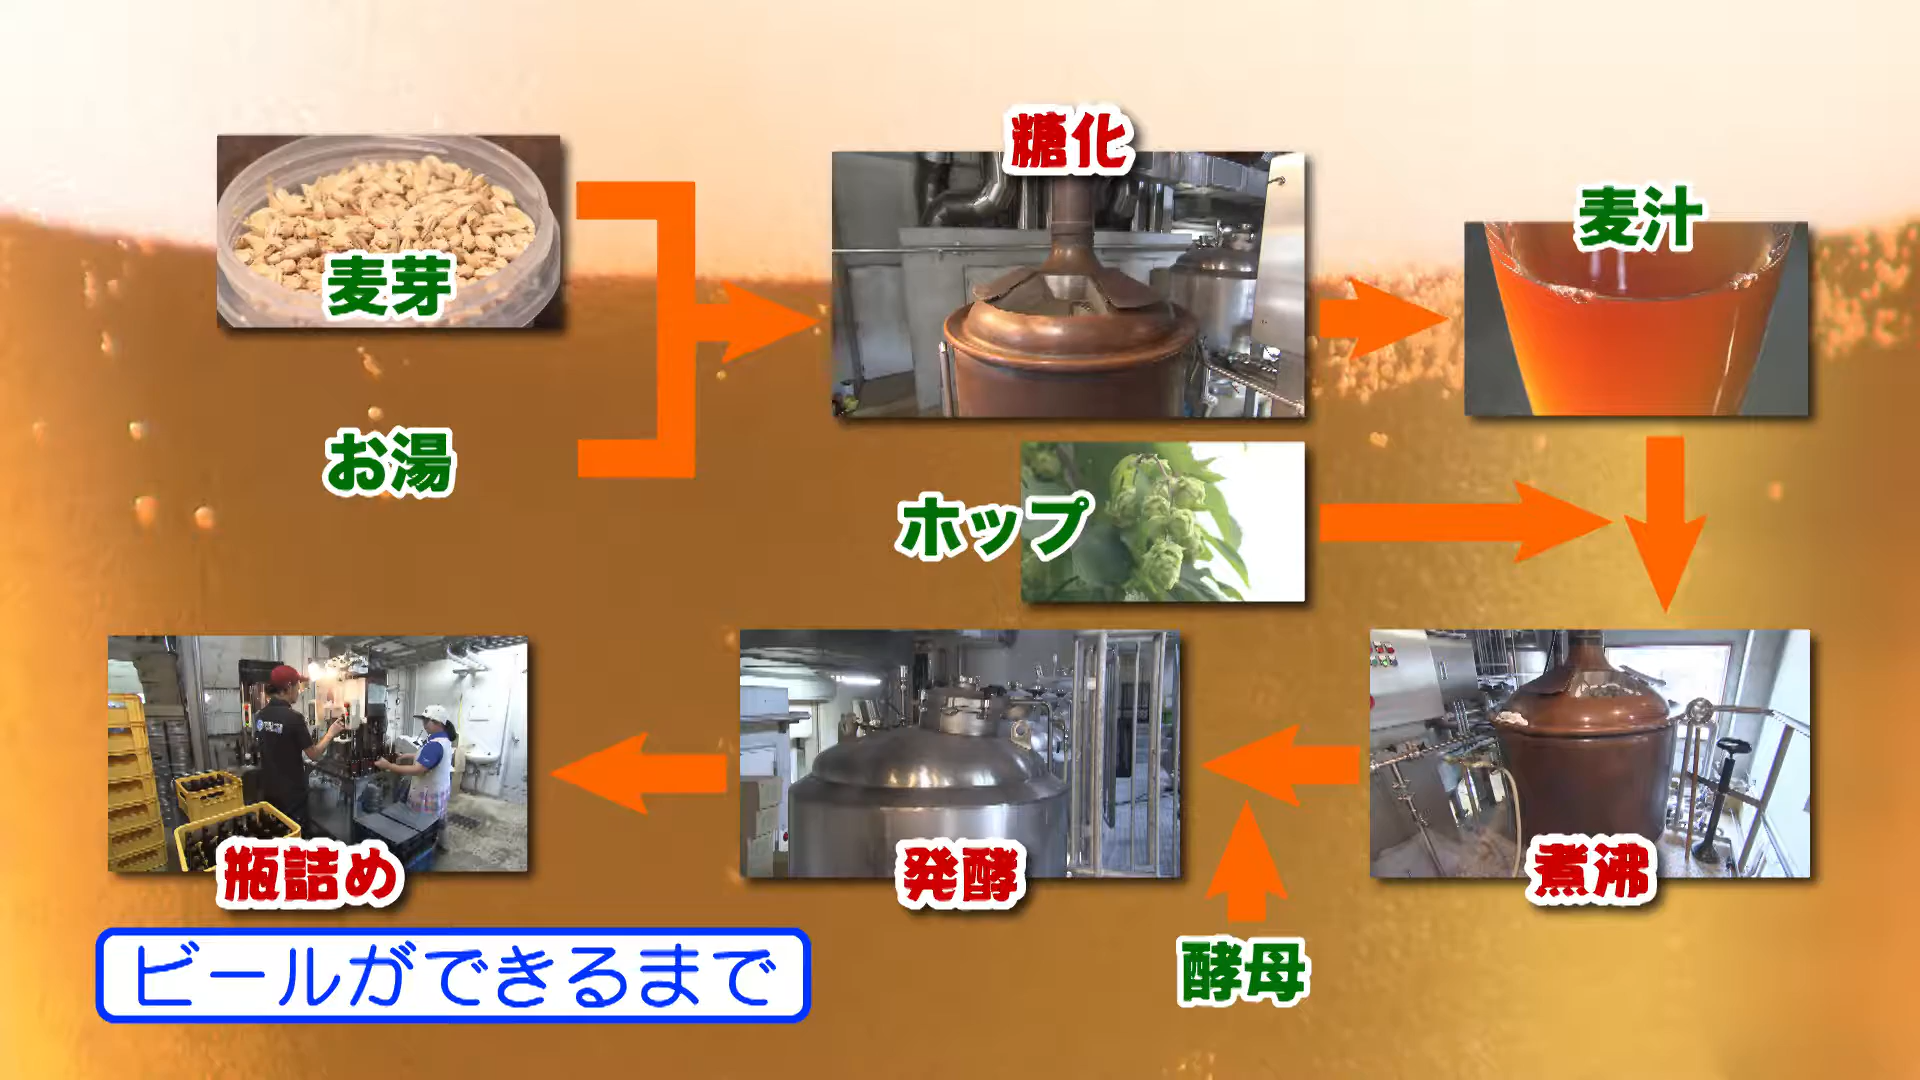 糖化
麦汁
麦芽
お湯
ホップ
瓶詰め
発酵
煮沸
酵母
ビールができるまで